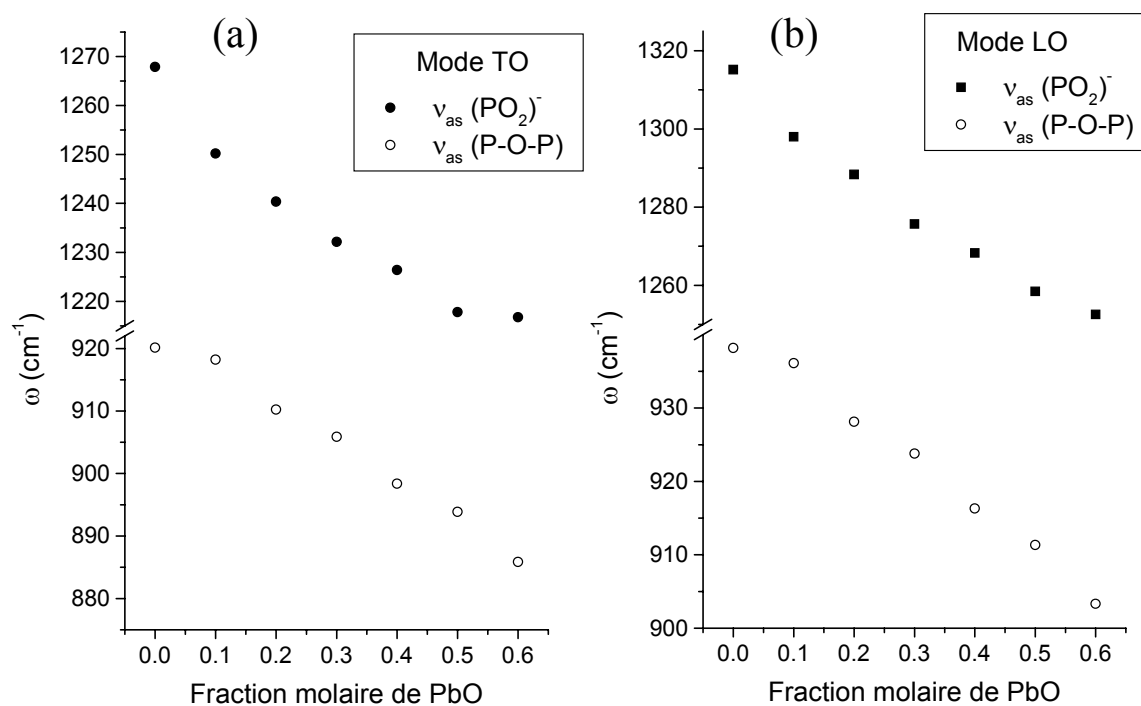 (a)
Mode TO
ν_as (PO₂)⁻
ν_as (P-O-P)
1270
1260
1250
1240
1230
1220
920
910
900
890
880
ω (cm⁻¹)
0.0 0.1 0.2 0.3 0.4 0.5 0.6
Fraction molaire de PbO
(b)
Mode LO
ν_as (PO₂)⁻
ν_as (P-O-P)
1320
1300
1280
1260
930
920
910
900
ω (cm⁻¹)
0.0 0.1 0.2 0.3 0.4 0.5 0.6
Fraction molaire de PbO